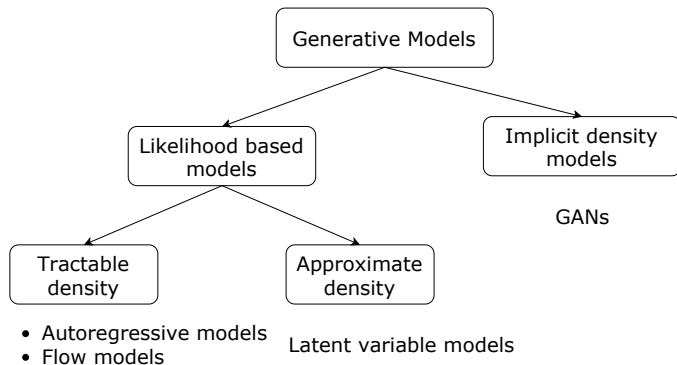 Generative Models
Likelihood based
models
Implicit density
models
GANs
Tractable
density
Approximate
density
• Autoregressive models
• Flow models
Latent variable models